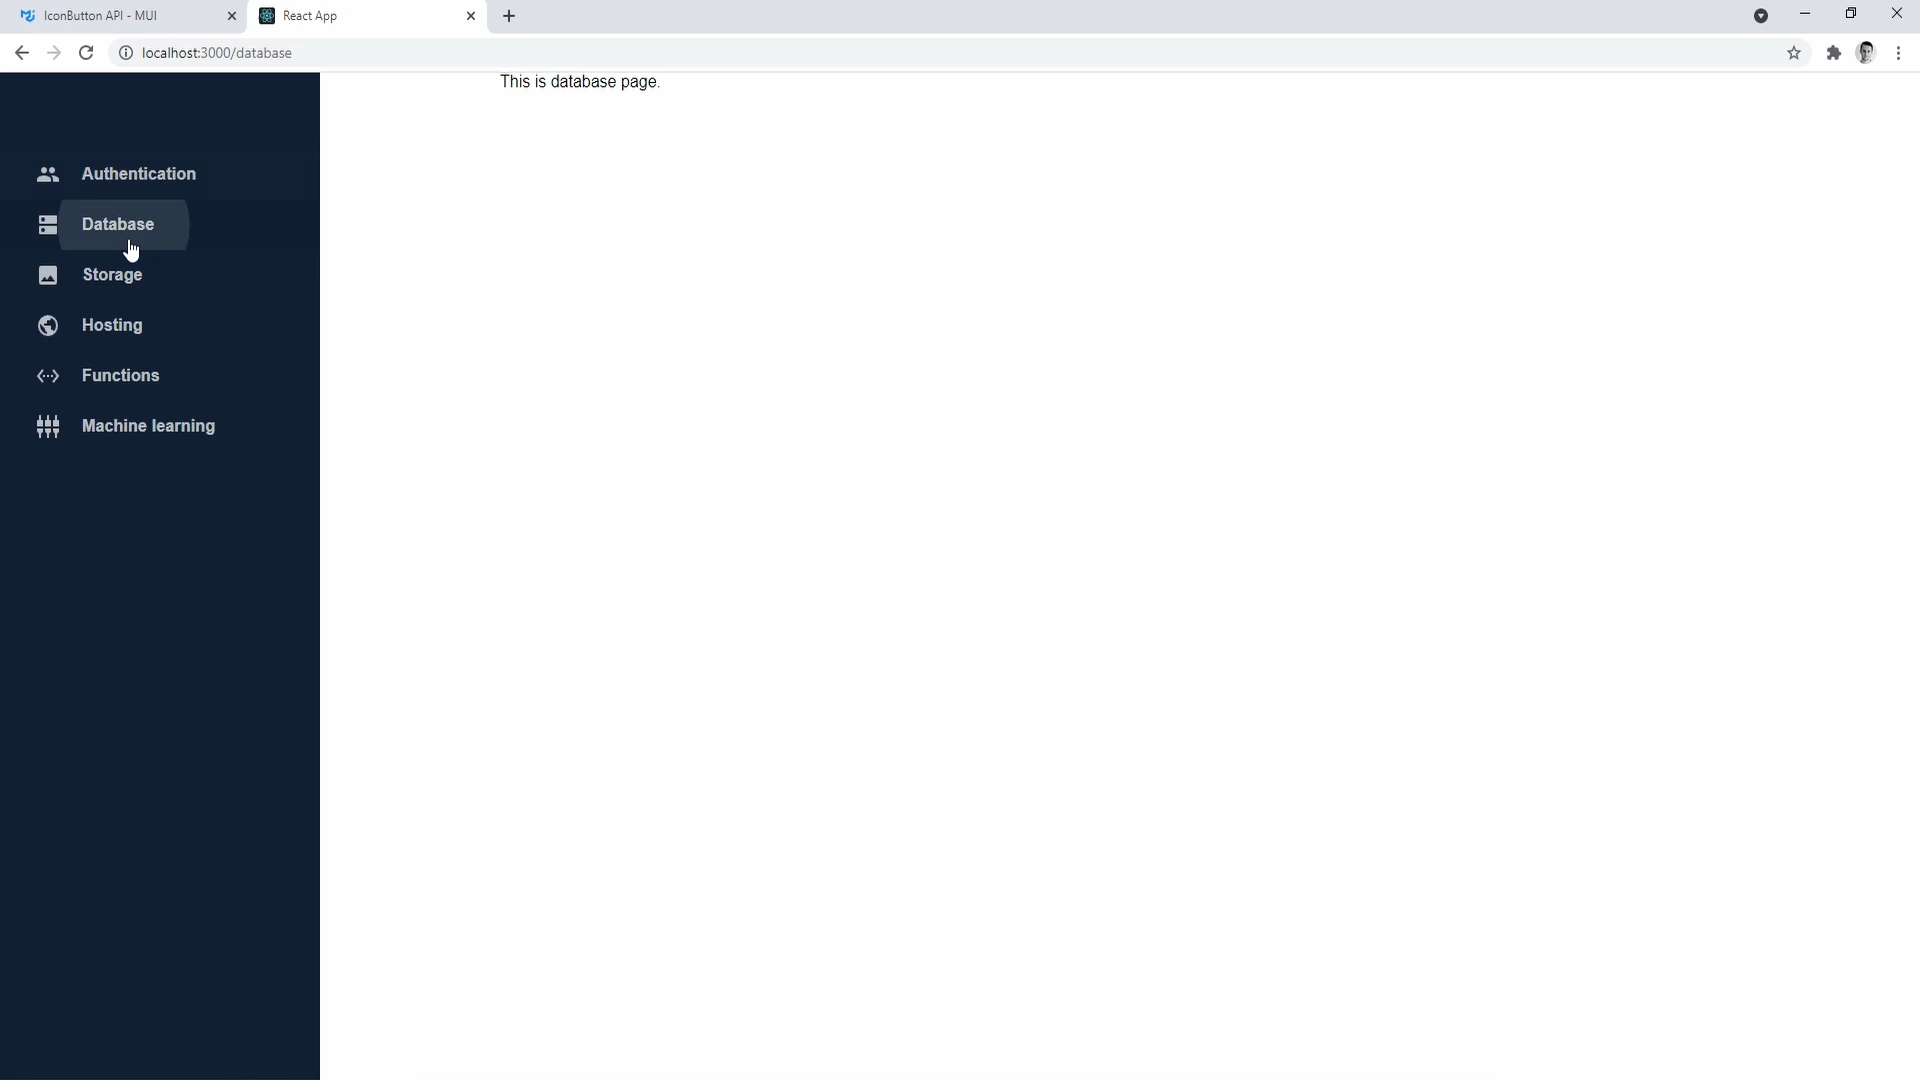 IconButton API - MUI
React App
localhost:3000/database
This is database page.
Authentication
Database
Storage
Hosting
Functions
Machine learning